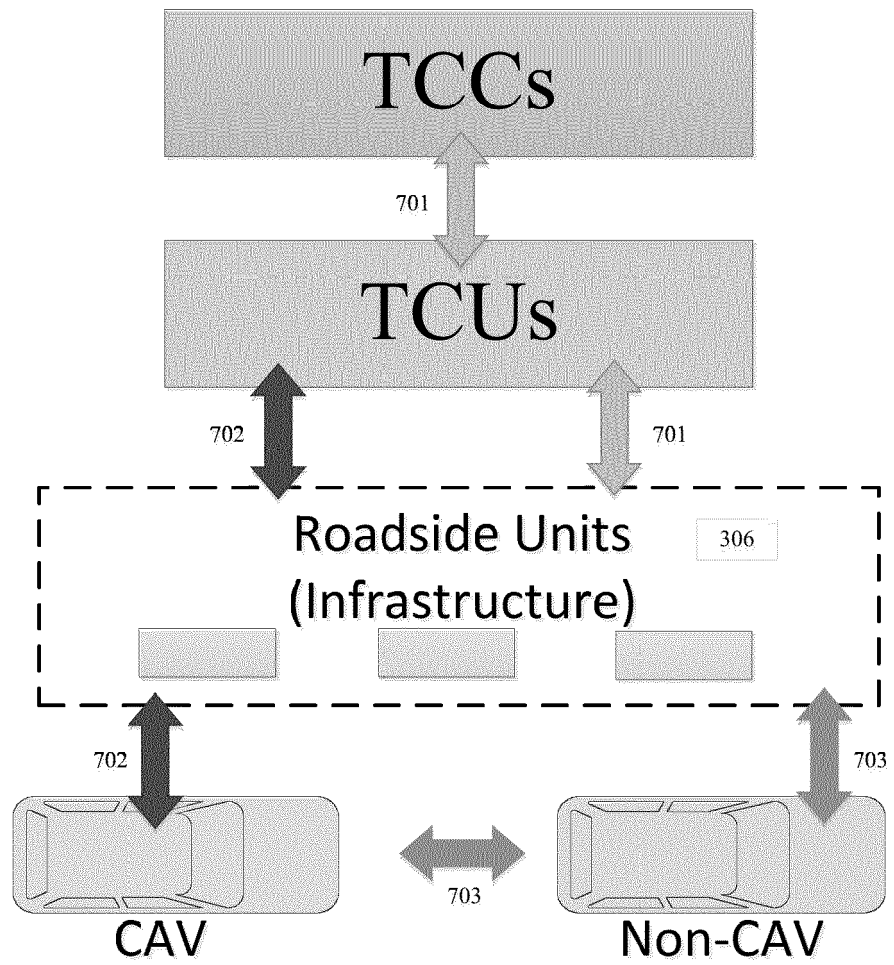 TCCs
701
TCUs
702
701
Roadside Units
306
(Infrastructure)
702
703
703
CAV
Non-CAV